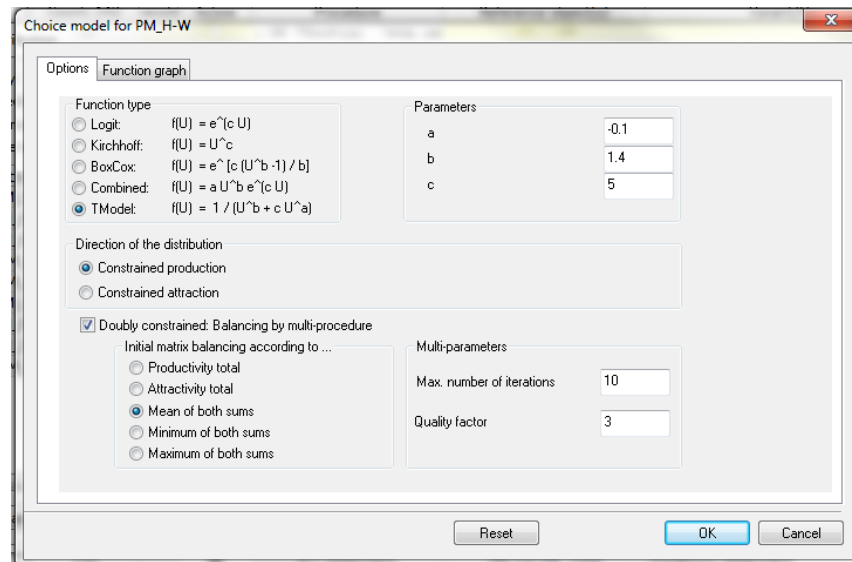 Choice model for PM_H-W
Options
Function graph
Function type
Logit: f(U) = e^(c U)
Kirchhoff: f(U) = U^c
BoxCox: f(U) = e^ [c (U^b -1) / b]
Combined: f(U) = a U^b e^(c U)
TModel: f(U) = 1 / (U^b + c U^a)
Parameters
a -0.1
b 1.4
c 5
Direction of the distribution
Constrained production
Constrained attraction
Doubly constrained: Balancing by multi-procedure
Initial matrix balancing according to ...
Productivity total
Attractivity total
Mean of both sums
Minimum of both sums
Maximum of both sums
Multi-parameters
Max. number of iterations 10
Quality factor 3
Reset
OK
Cancel